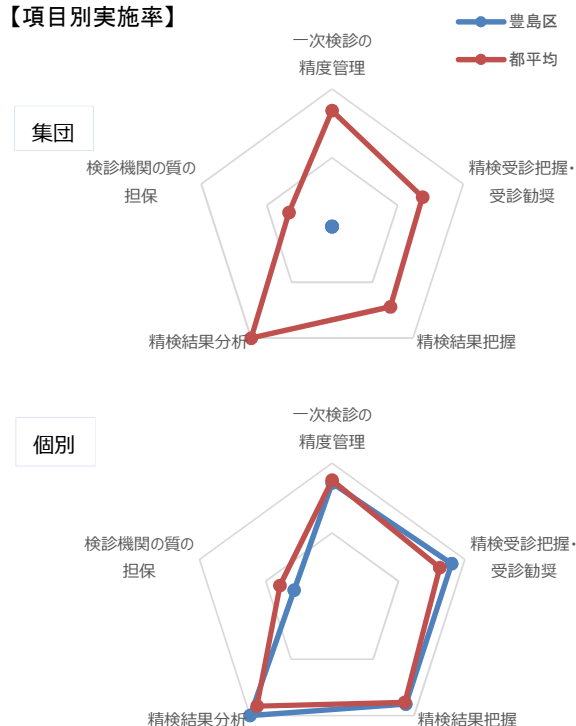 【項目別実施率】
豊島区
都平均
集団
一次検診の
精度管理
精検受診把握・
受診勧奨
精検結果把握
精検結果分析
検診機関の質の
担保
個別
一次検診の
精度管理
精検受診把握・
受診勧奨
精検結果把握
精検結果分析
検診機関の質の
担保